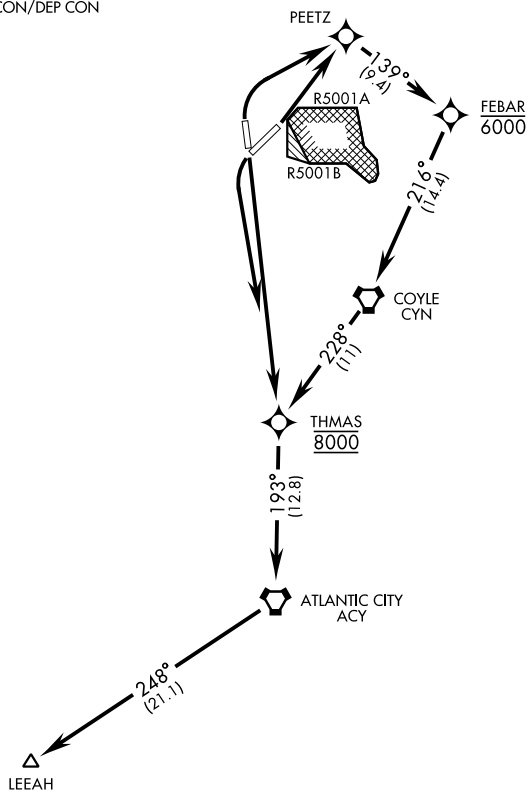 CON/DEP CON
PEETZ
139°
(9.4)
R5001A
FEBAR
6000
R5001B
216°
(14.4)
COYLE
CYN
228°
(11)
THMAS
8000
193°
(12.8)
ATLANTIC CITY
ACY
248°
(21.1)
LEEAH